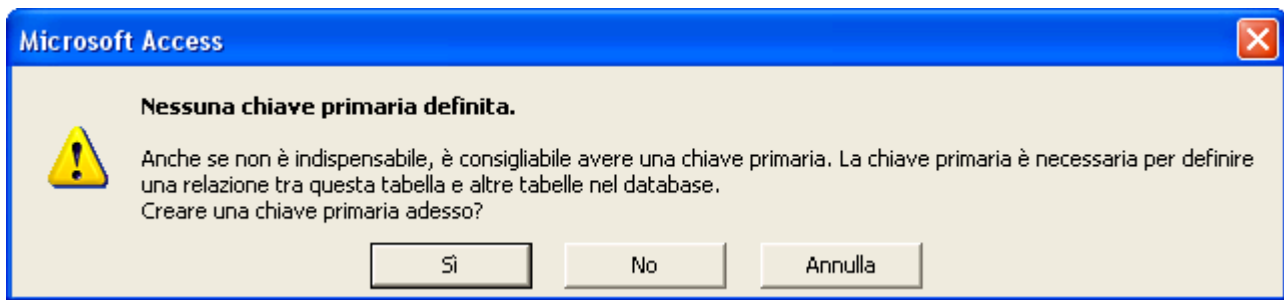 Microsoft Access
Nessuna chiave primaria definita.
Anche se non è indispensabile, è consigliabile avere una chiave primaria. La chiave primaria è necessaria per definire
una relazione tra questa tabella e altre tabelle nel database.
Creare una chiave primaria adesso?
Sì No Annulla